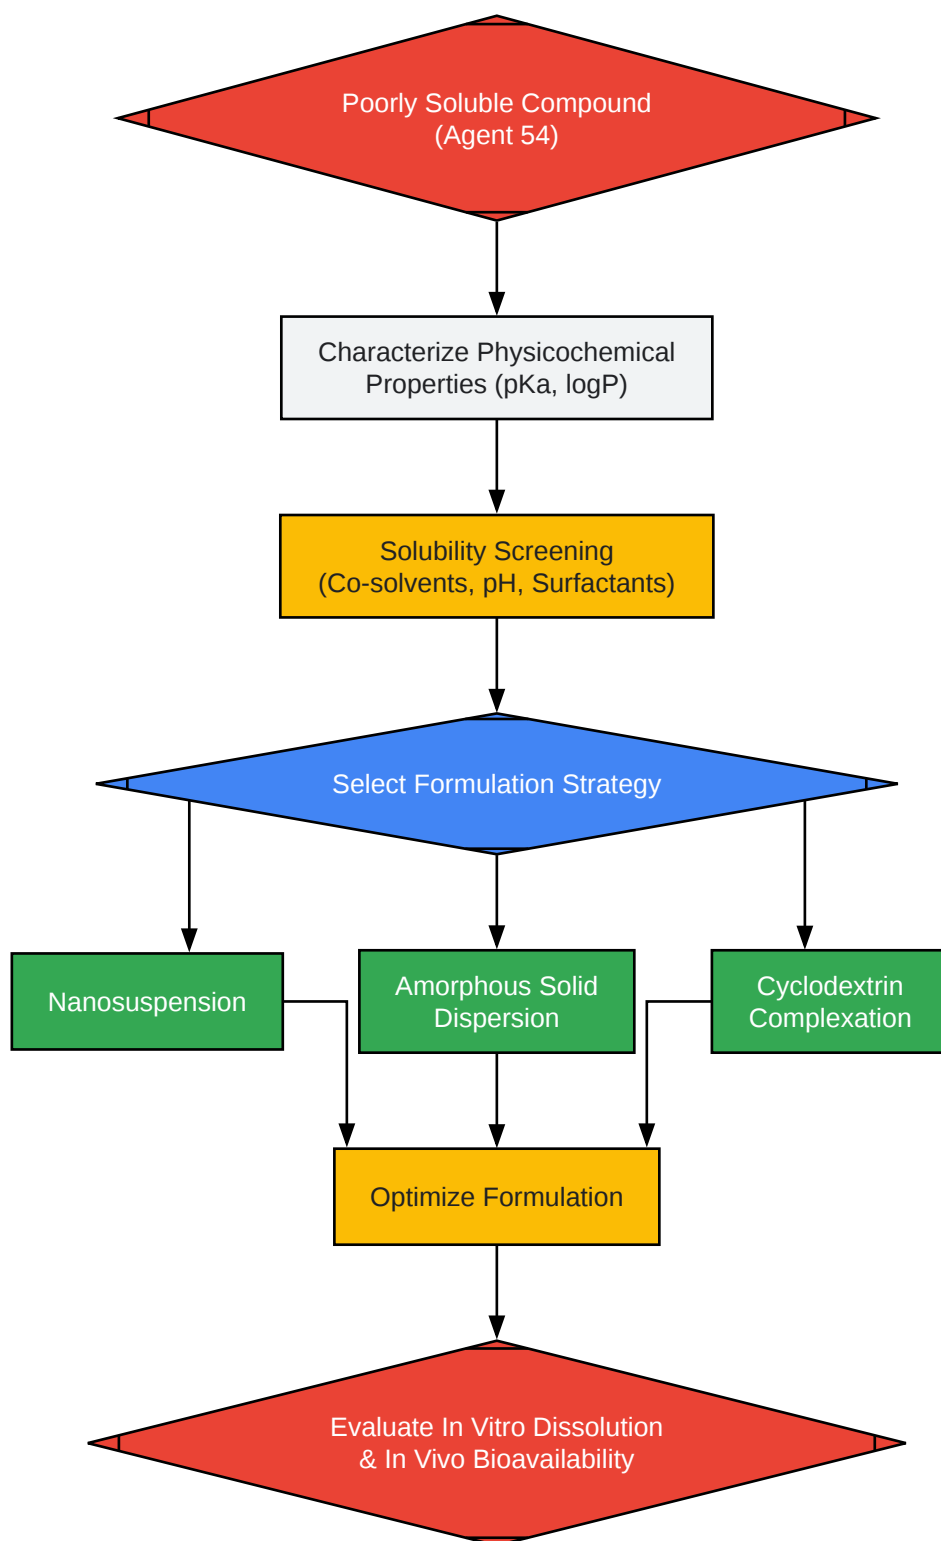 Poorly Soluble Compound
(Agent 54)
Characterize Physicochemical
Properties (pKa, logP)
Solubility Screening
(Co-solvents, pH, Surfactants)
Select Formulation Strategy
Nanosuspension
Amorphous Solid
Dispersion
Cyclodextrin
Complexation
Optimize Formulation
Evaluate In Vitro Dissolution
& In Vivo Bioavailability